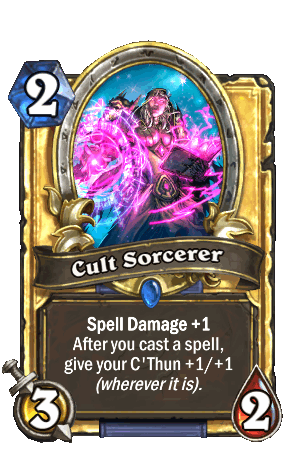 2
Cult Sorcerer
Spell Damage +1
After you cast a spell,
give your C'Thun +1/+1
(wherever it is).
3
2